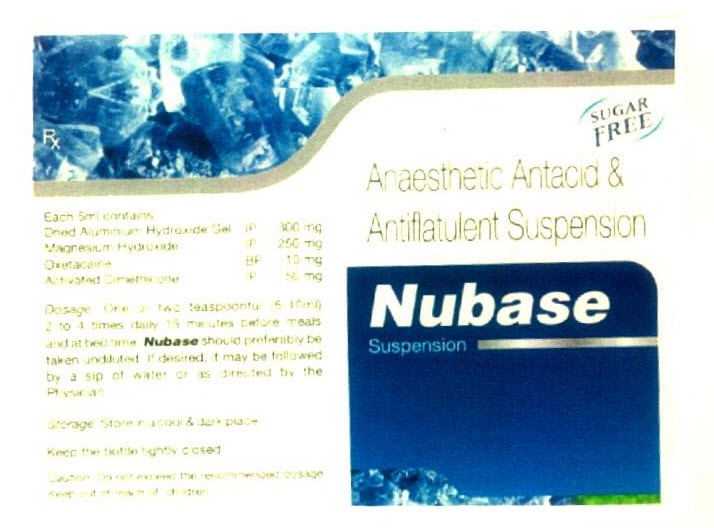 Rx
Each 5ml contains
Dried Aluminium Hydroxide Gel IP 300 mg
Magnesium Hydroxide IP 250 mg
Oxetacaine BP 10 mg
Activated Dimethicone IP 50 mg
Dosage: One or two teaspoonful (5-10ml)
2 to 4 times daily 15 minutes before meals
and at bed time. Nubase should preferably be
taken undiluted. If desired, it may be followed
by a sip of water or as directed by the
Physician
Storage: Store in a cool & dark place
Keep the bottle tightly closed
Caution: Do not exceed the recommended dosage
Keep out of reach of children
SUGAR
FREE
Anaesthetic Antacid &
Antiflatulent Suspension
Nubase
Suspension